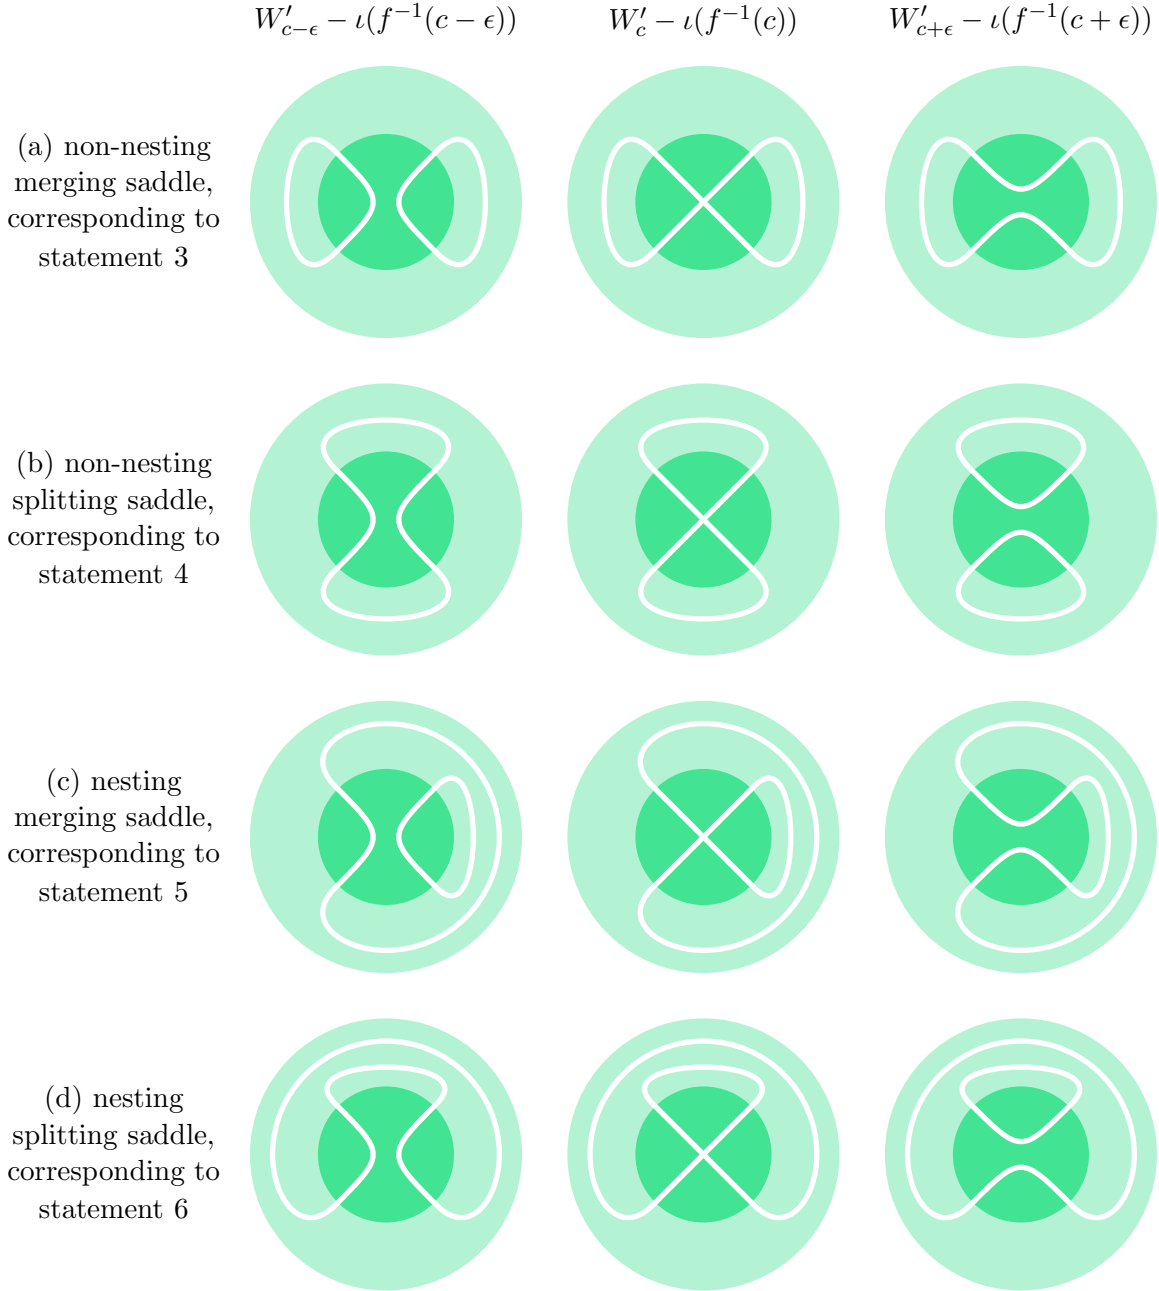 W′_{c−ϵ} − ι(f^{−1}(c − ϵ))
W′_c − ι(f^{−1}(c))
W′_{c+ϵ} − ι(f^{−1}(c + ϵ))
(a) non-nesting
merging saddle,
corresponding to
statement 3
(b) non-nesting
splitting saddle,
corresponding to
statement 4
(c) nesting
merging saddle,
corresponding to
statement 5
(d) nesting
splitting saddle,
corresponding to
statement 6